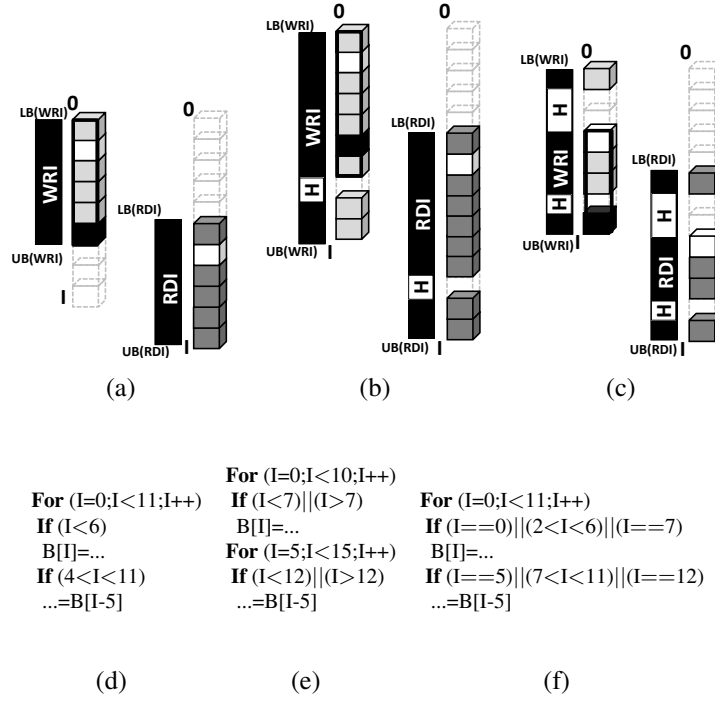 0
LB(WRI)
WRI
UB(WRI)
I
0
LB(RDI)
RDI
UB(RDI)
I
(a)
0
LB(WRI)
WRI
H
UB(WRI)
I
0
LB(RDI)
RDI
H
UB(RDI)
I
(b)
0
LB(WRI)
H
WRI
H
UB(WRI)
I
0
LB(RDI)
H
RDI
H
UB(RDI)
I
(c)
For (I=0;I<11;I++)
If (I<6)
B[I]=...
If (4<I<11)
...=B[I-5]
(d)
For (I=0;I<10;I++)
If (I<7)||(I>7)
B[I]=...
For (I=5;I<15;I++)
If (I<12)||(I>12)
...=B[I-5]
(e)
For (I=0;I<11;I++)
If (I==0)||(2<I<6)||(I==7)
B[I]=...
If (I==5)||(7<I<11)||(I==12)
...=B[I-5]
(f)